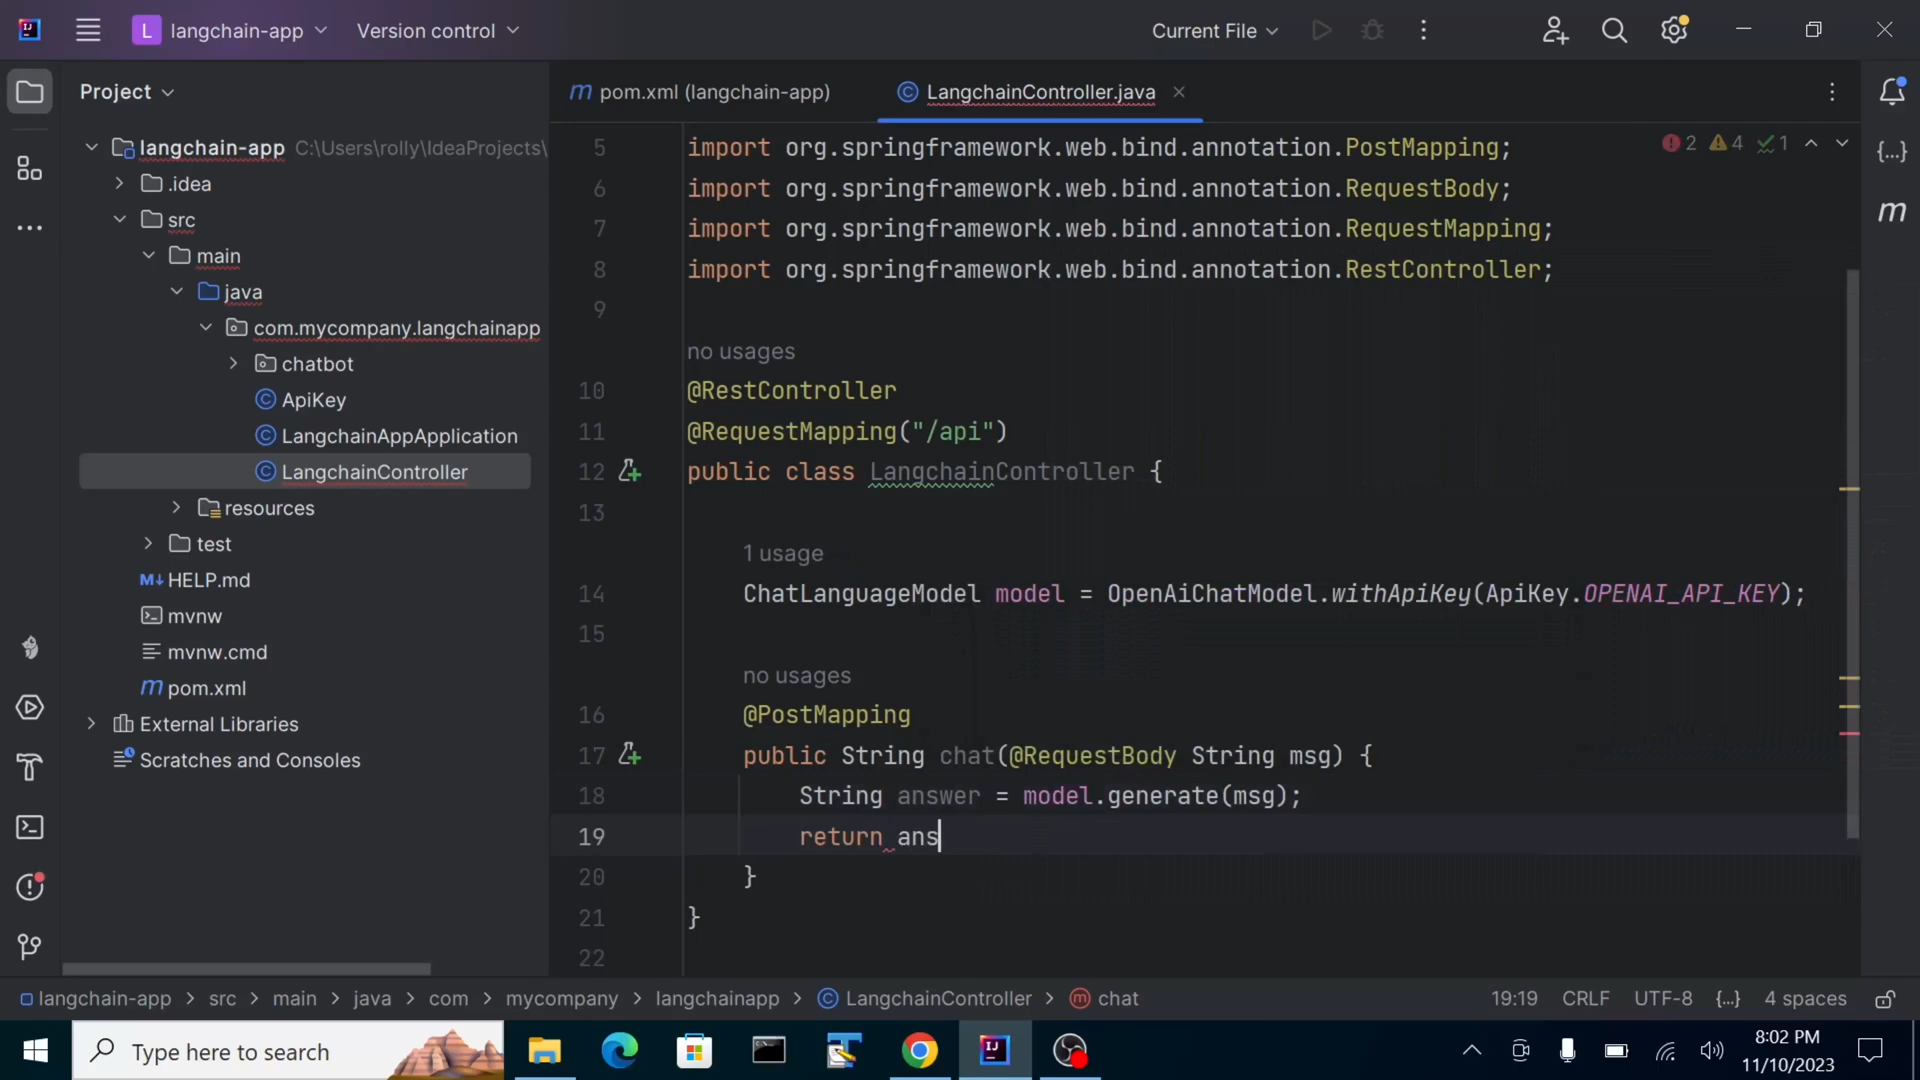 L langchain-app Version control Current File
Project
pom.xml (langchain-app) LangchainController.java
langchain-app C:\Users\rolly\IdeaProjects\
.idea
src
main
java
com.mycompany.langchainapp
chatbot
ApiKey
LangchainAppApplication
LangchainController
resources
test
HELP.md
mvnw
mvnw.cmd
pom.xml
External Libraries
Scratches and Consoles
2 4 1
5 import org.springframework.web.bind.annotation.PostMapping;
6 import org.springframework.web.bind.annotation.RequestBody;
7 import org.springframework.web.bind.annotation.RequestMapping;
8 import org.springframework.web.bind.annotation.RestController;
9
no usages
10 @RestController
11 @RequestMapping("/api")
12 public class LangchainController {
13
1 usage
14 ChatLanguageModel model = OpenAiChatModel.withApiKey(ApiKey.OPENAI_API_KEY);
15
no usages
16 @PostMapping
17 public String chat(@RequestBody String msg) {
18 String answer = model.generate(msg);
19 return ans
20 }
21 }
22
langchain-app > src > main > java > com > mycompany > langchainapp > LangchainController > chat 19:19 CRLF UTF-8 {...} 4 spaces
Type here to search
8:02 PM
11/10/2023